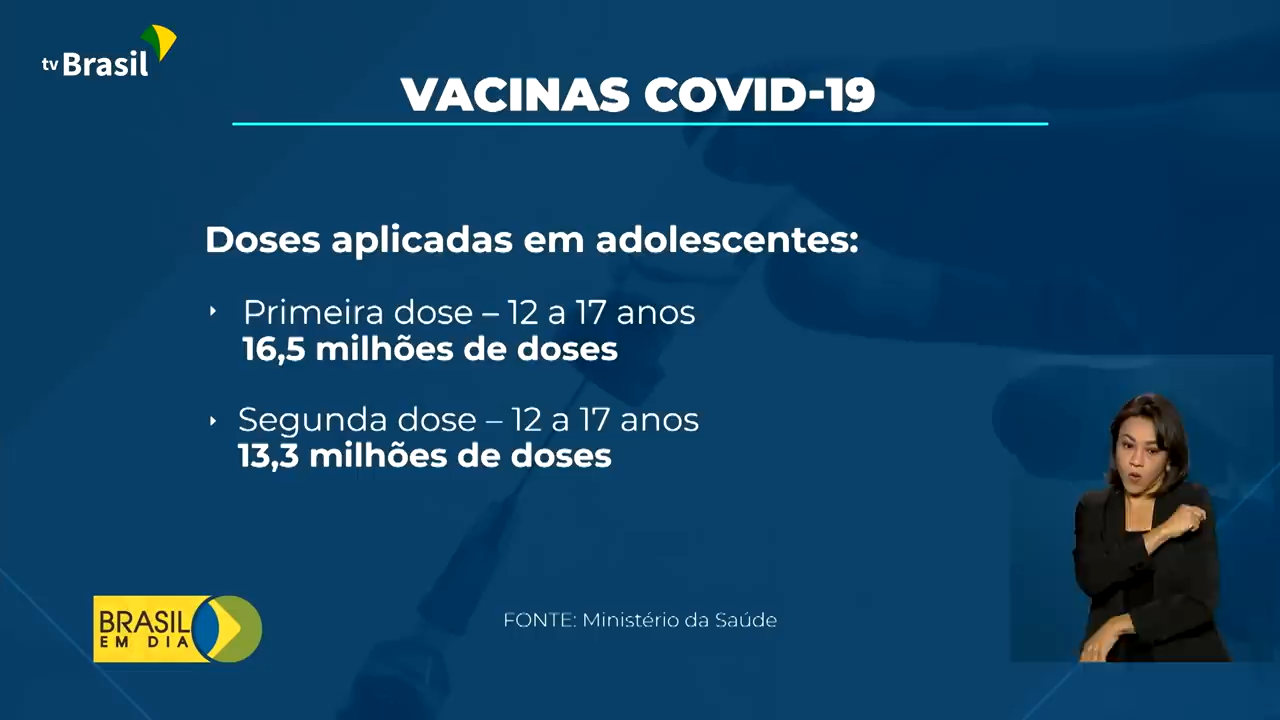 tv Brasil
VACINAS COVID-19
Doses aplicadas em adolescentes:
Primeira dose – 12 a 17 anos
16,5 milhões de doses
Segunda dose – 12 a 17 anos
13,3 milhões de doses
BRASIL
EM DIA
FONTE: Ministério da Saúde